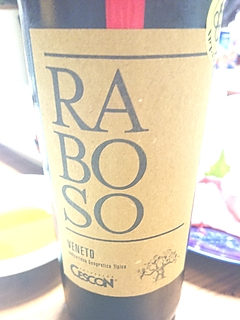 RA
BO
SO
VENETO
Indicazione Geografica Tipica
CESCON